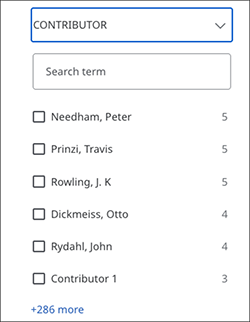 CONTRIBUTOR
Search term
Needham, Peter 5
Prinzi, Travis 5
Rowling, J. K 5
Dickmeiss, Otto 4
Rydahl, John 4
Contributor 1 3
+286 more